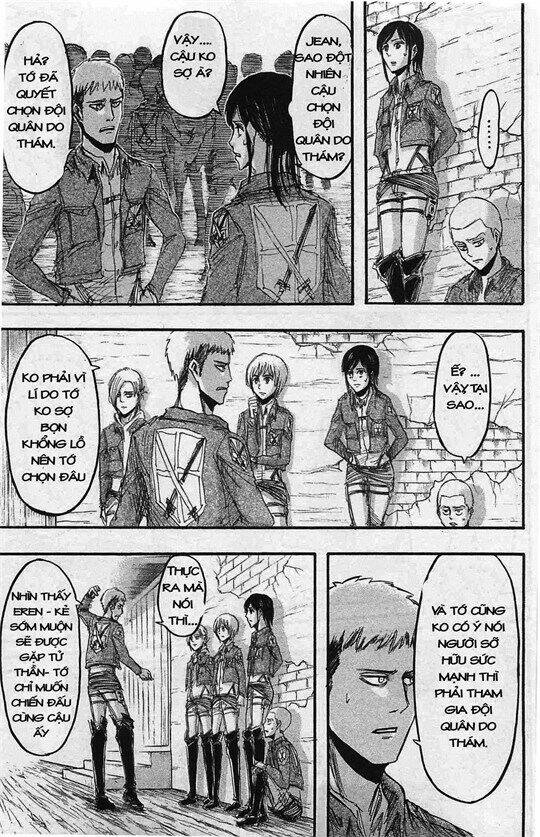 ......
JEAN,
SAO ĐỘT
NHIÊN
CẬU
CHỌN
ĐỘI
QUÂN DO
THÁM?
VẬY....
CẬU KO
SỢ À?
HẢ?
TỚ ĐÃ
QUYẾT
CHỌN ĐỘI
QUÂN DO
THÁM.
Ế?
... VẬY TẠI
SAO...
KO PHẢI VÌ
LÍ DO TỚ
KO SỢ
BỌN
KHỔNG LỒ
NÊN TỚ
CHỌN ĐÂU
VÀ TỚ CŨNG
KO CÓ Ý NÓI
NGƯỜI SỠ
HỮU SỨC
MẠNH THÌ
PHẢI THAM
GIA ĐỘI
QUÂN DO
THÁM.
THỰC
RA MÀ
NÓI
THÌ...
NHÌN THẤY
EREN - KẺ
SỚM MUỘN
SẼ ĐƯỢC
GẶP TỬ
THẦN- TỚ
CHỈ MUỐN
CHIẾN ĐẤU
CÙNG CẬU
ẤY